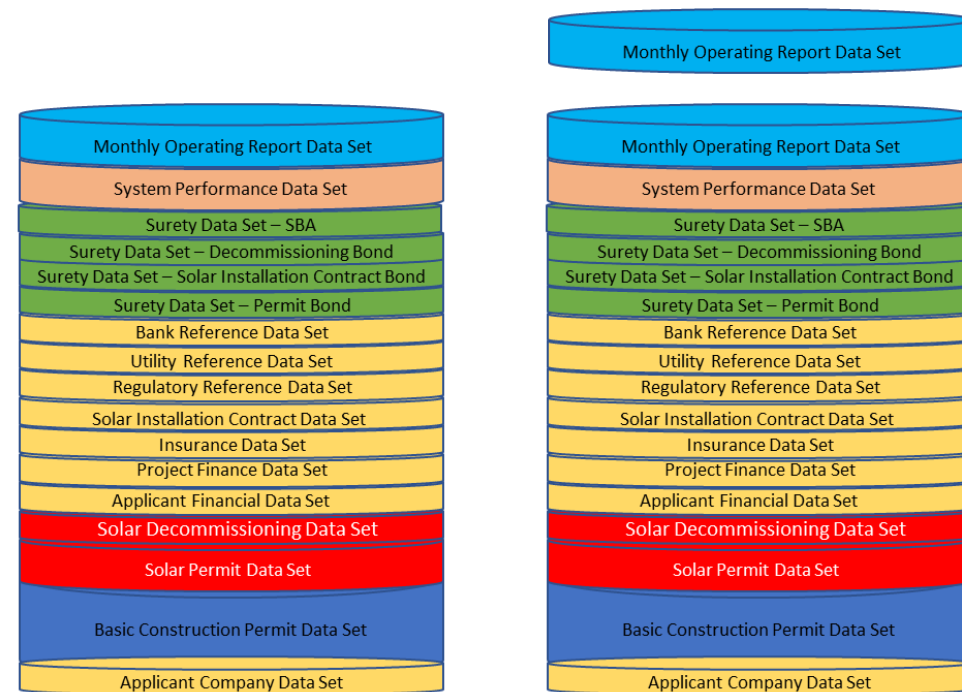 Monthly Operating Report Data Set
System Performance Data Set
Surety Data Set – SBA
Surety Data Set – Decommissioning Bond
Surety Data Set – Solar Installation Contract Bond
Surety Data Set – Permit Bond
Bank Reference Data Set
Utility Reference Data Set
Regulatory Reference Data Set
Solar Installation Contract Data Set
Insurance Data Set
Project Finance Data Set
Applicant Financial Data Set
Solar Decommissioning Data Set
Solar Permit Data Set
Basic Construction Permit Data Set
Applicant Company Data Set
Monthly Operating Report Data Set
Monthly Operating Report Data Set
System Performance Data Set
Surety Data Set – SBA
Surety Data Set – Decommissioning Bond
Surety Data Set – Solar Installation Contract Bond
Surety Data Set – Permit Bond
Bank Reference Data Set
Utility Reference Data Set
Regulatory Reference Data Set
Solar Installation Contract Data Set
Insurance Data Set
Project Finance Data Set
Applicant Financial Data Set
Solar Decommissioning Data Set
Solar Permit Data Set
Basic Construction Permit Data Set
Applicant Company Data Set